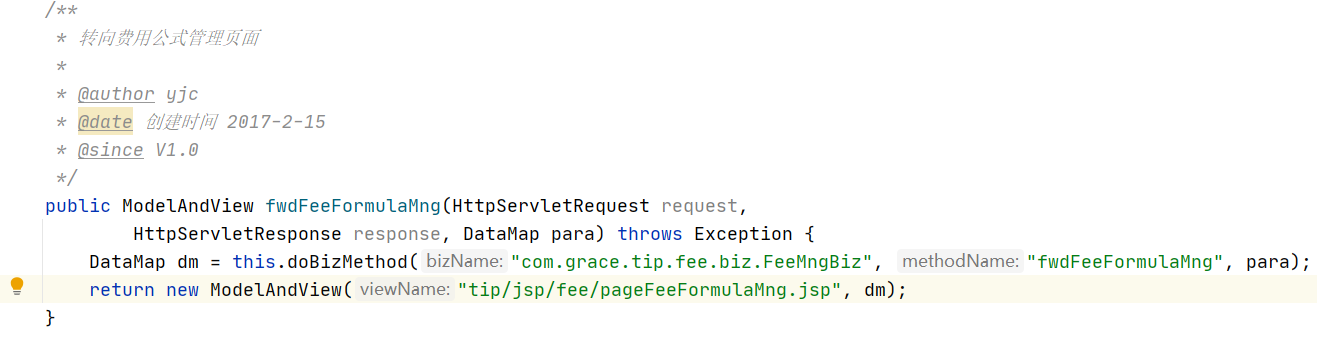 /**
 * 转向费用公式管理页面
 *
 * @author yjc
 * @date 创建时间 2017-2-15
 * @since V1.0
 */
public ModelAndView fwdFeeFormulaMng(HttpServletRequest request,
        HttpServletResponse response, DataMap para) throws Exception {
    DataMap dm = this.doBizMethod( bizName: "com.grace.tip.fee.biz.FeeMngBiz", methodName: "fwdFeeFormulaMng", para);
    return new ModelAndView( viewName: "tip/jsp/fee/pageFeeFormulaMng.jsp", dm);
}